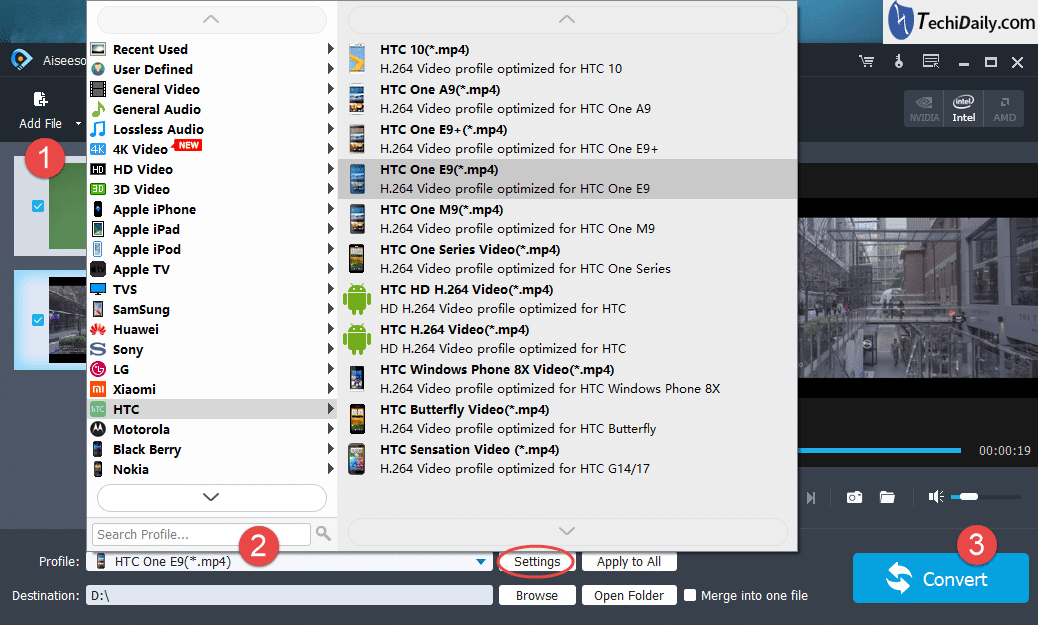 TechiDaily.com
Aiseeso
Add File
1
NVIDIA
intel
Intel
AMD
Recent Used
User Defined
General Video
General Audio
Lossless Audio
4K
4K Video
NEW
HD
HD Video
3D
3D Video
Apple iPhone
Apple iPad
Apple iPod
tv
Apple TV
TVS
SamSung
Huawei
S
Sony
LG
LG
mi
Xiaomi
hTC
HTC
Motorola
Black Berry
Nokia
HTC 10(*.mp4)
H.264 Video profile optimized for HTC 10
HTC One A9(*.mp4)
H.264 Video profile optimized for HTC One A9
HTC One E9+(*.mp4)
H.264 Video profile optimized for HTC One E9+
HTC One E9(*.mp4)
H.264 Video profile optimized for HTC One E9
HTC One M9(*.mp4)
H.264 Video profile optimized for HTC One M9
HTC One Series Video(*.mp4)
H.264 Video profile optimized for HTC One Series
HTC HD H.264 Video(*.mp4)
HD H.264 Video profile optimized for HTC
HTC H.264 Video(*.mp4)
HD H.264 Video profile optimized for HTC
HTC Windows Phone 8X Video(*.mp4)
H.264 Video profile optimized for HTC Windows Phone 8X
HTC Butterfly Video(*.mp4)
H.264 Video profile optimized for HTC Butterfly
HTC Sensation Video (*.mp4)
H.264 Video profile optimized for HTC G14/17
00:00:19
Search Profile...
2
Profile:
HTC One E9(*.mp4)
Settings
Apply to All
Destination:
D:\
Browse
Open Folder
Merge into one file
3
Convert